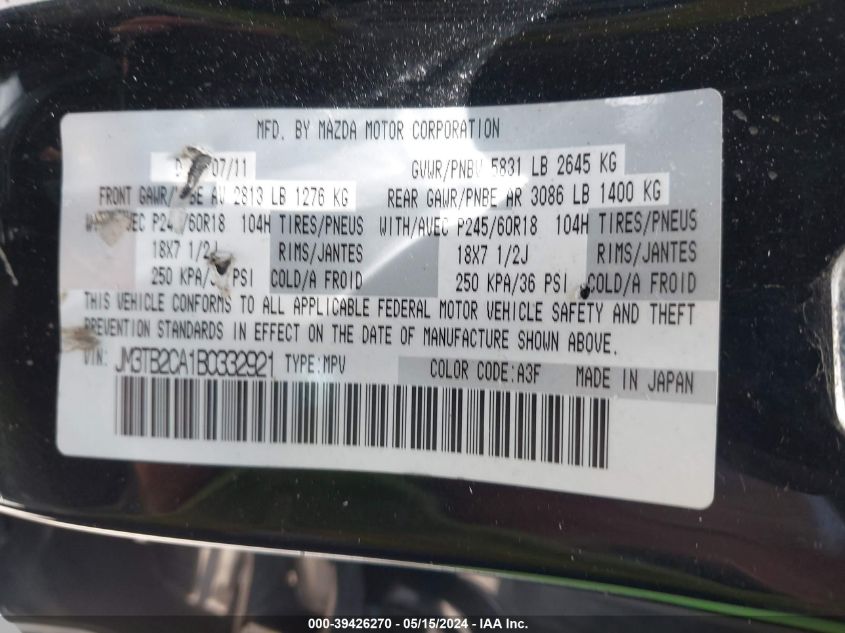 MFD. BY MAZDA MOTOR CORPORATION
07/11 GVWR/PNBV 5831 LB 2645 KG
FRONT AW 2813 LB 1276 KG REAR GAWR/PNBE AR 3086 LB 1400 KG
104H TIRES/PNEUS WITH/AVEC P245/60R18 104H TIRES/PNEUS
18X7 1/2J RIMS/JANTES 18X7 1/2J RIMS/JANTES
250 KPA/ PSI COLD/A FROID 250 KPA/36 PSI COLD/A FROID
THIS VEHICLE CONFORMS TO ALL APPLICABLE FEDERAL MOTOR VEHICLE SAFETY AND THEFT
PREVENTION STANDARDS IN EFFECT ON THE DATE OF MANUFACTURE SHOWN ABOVE.
VIN: JM3TB2CA1B0332921 TYPE:MPV COLOR CODE:A3F MADE IN JAPAN
000-39426270 - 05/15/2024 - IAA Inc.